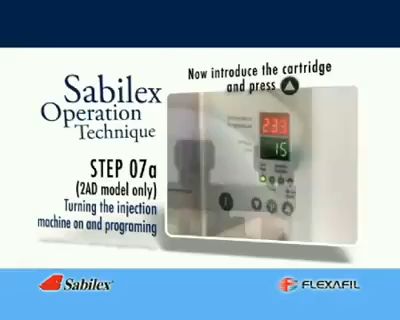 Sabilex
Operation
Technique
STEP 07a
(2AD model only)
Turning the injection
machine on and programing
Now introduce the cartridge
and press
233
15
Sabilex
FLEXAFIL